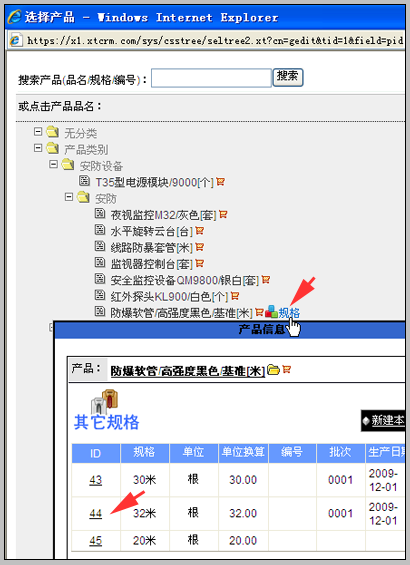 选择产品 - Windows Internet Explorer
https://x1.xtcrm.com/sys/csstree/seltree2.xt?cn=gedit&tid=1&field=pid
搜索产品(品名/规格/编号)： 搜索
或点击产品品名：
无分类
产品类别
安防设备
T35型电源模块/9000[个]
安防
夜视监控M32/灰色[套]
水平旋转云台[台]
线路防暴套管[米]
监视器控制台[套]
安全监控设备QM9800/银白[套]
红外探头KL900/白色[个]
防爆软管/高强度黑色/基准[米] 规格
产品信息
产品： 防爆软管/高强度黑色/基准[米]
其它规格 新建本
ID 规格 单位 单位换算 编号 批次 生产日期
43 30米 根 30.00 0001 2009-12-01
44 32米 根 32.00 0001 2009-12-01
45 20米 根 20.00